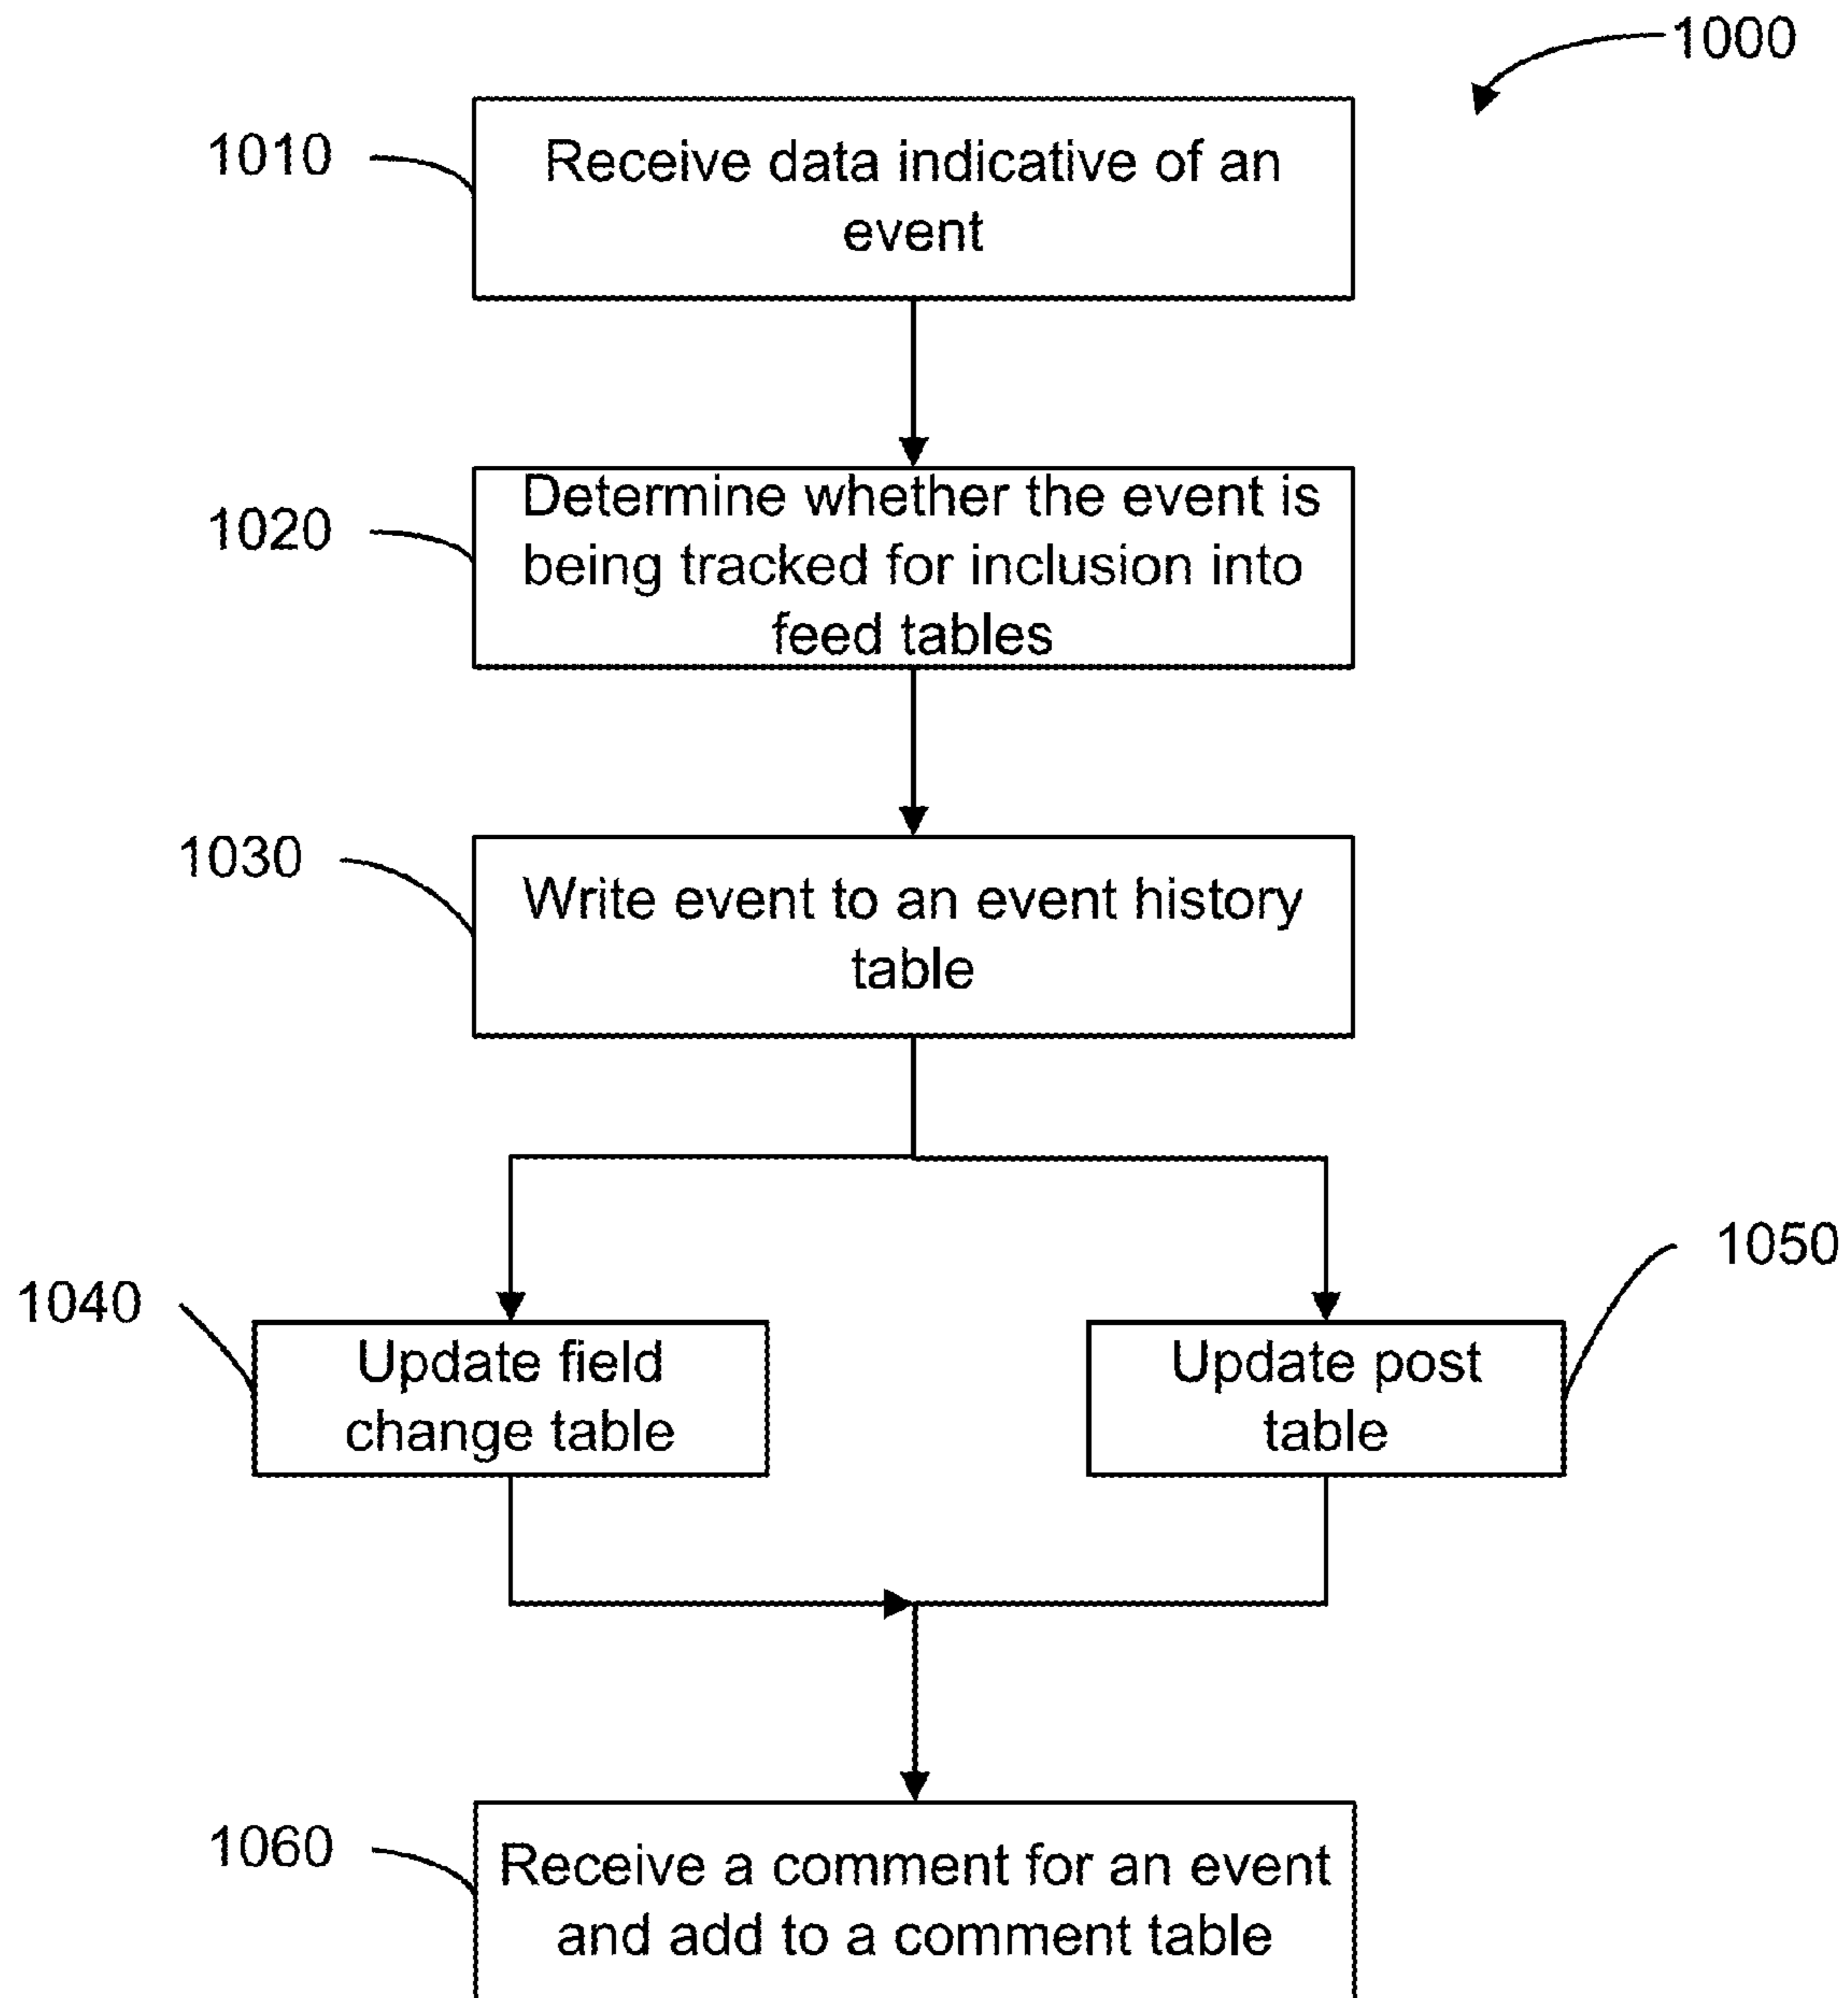 1000
1010
Receive data indicative of an
event
1020
Determine whether the event is
being tracked for inclusion into
feed tables
1030
Write event to an event history
table
1040
Update field
change table
1050
Update post
table
1060
Receive a comment for an event
and add to a comment table